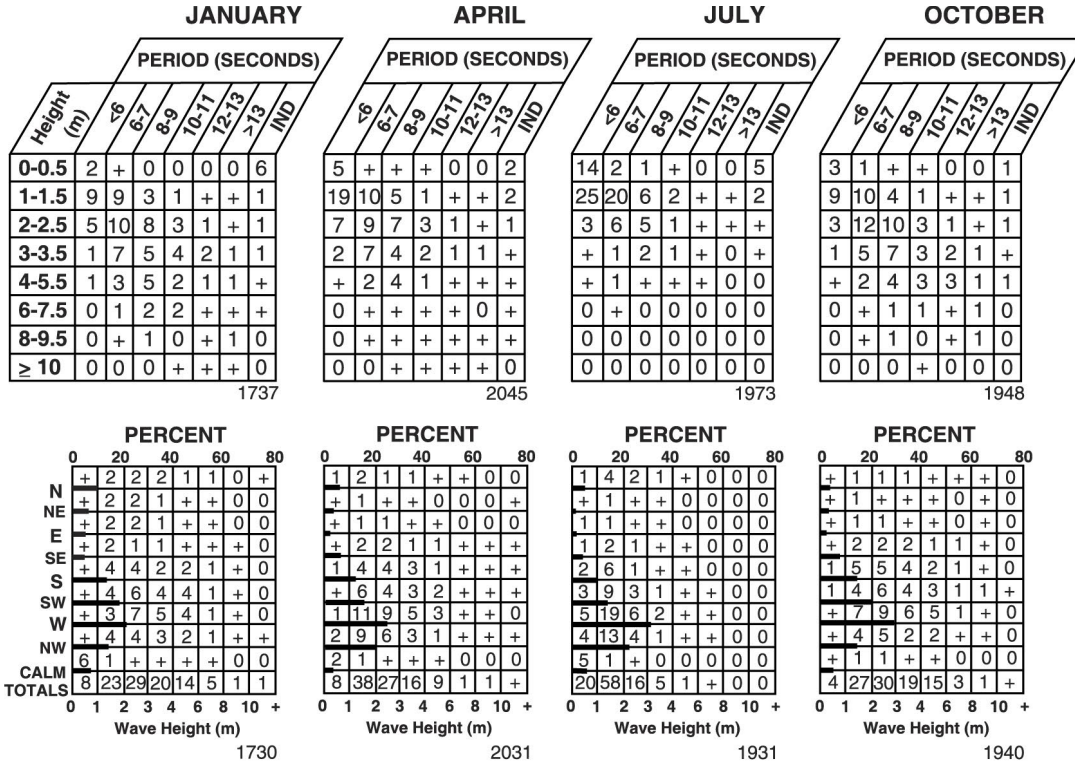 JANUARY APRIL JULY OCTOBER
PERIOD (SECONDS) PERIOD (SECONDS) PERIOD (SECONDS) PERIOD (SECONDS)
Height (m) <6 6-7 8-9 10-11 12-13 >13 IND <6 6-7 8-9 10-11 12-13 >13 IND <6 6-7 8-9 10-11 12-13 >13 IND <6 6-7 8-9 10-11 12-13 >13 IND
0-0.5 2 + 0 0 0 0 6 5 + + + 0 0 2 14 2 1 + 0 0 5 3 1 + + 0 0 1
1-1.5 9 9 3 1 + + 1 19 10 5 1 + + 2 25 20 6 2 + + 2 9 10 4 1 + + 1
2-2.5 5 10 8 3 1 + 1 7 9 7 3 1 + 1 3 6 5 1 + + + 3 12 10 3 1 + 1
3-3.5 1 7 5 4 2 1 1 2 7 4 2 1 1 + + 1 2 1 + 0 + 1 5 7 3 2 1 +
4-5.5 1 3 5 2 1 1 + + 2 4 1 + + + + 1 + + + 0 0 + 2 4 3 3 1 +
6-7.5 0 1 2 2 + + + 0 + + + + 0 + 0 + 0 0 0 0 0 0 + 1 1 + 1 0
8-9.5 0 + 1 0 + 1 0 0 + + + + + + 0 0 0 0 0 0 0 0 + 1 0 + 1 0
≥ 10 0 0 0 + + + 0 0 0 + + + + 0 0 0 0 0 0 0 0 0 0 0 + 0 0 0
1737 2045 1973 1948
PERCENT PERCENT PERCENT PERCENT
0 20 40 60 80 0 20 40 60 80 0 20 40 60 80 0 20 40 60 80
N + 2 2 2 1 1 0 + 1 2 1 1 + + 0 0 1 4 2 1 + 0 0 0 + 1 1 1 + + + 0
NE + 2 2 1 + + 0 0 + 1 + + 0 0 0 + + 1 + + + 0 0 0 + 1 + + + 0 + 0
E + 2 2 1 + + 0 0 + 1 1 + + 0 0 0 + 1 1 + + 0 0 0 + 1 1 + + 0 + 0
SE + 2 1 1 + + + 0 + 2 2 1 1 + + + 1 2 1 + + 0 0 0 + 2 2 2 1 1 + 0
S + 4 4 2 2 1 + 0 1 4 4 3 1 + + + 2 6 1 + + 0 0 0 1 5 5 4 2 1 + 0
SW + 4 6 4 4 1 + 0 + 6 4 3 2 + + + 3 9 3 1 + 0 0 0 1 4 6 4 3 1 1 +
W + 3 7 5 4 1 + 0 1 11 9 5 3 + + 0 5 19 6 2 + + 0 0 + 7 9 6 5 1 + 0
NW + 4 4 3 2 1 + + 2 9 6 3 1 + + + 4 13 4 1 + + 0 0 + 4 5 2 2 + + 0
CALM 6 1 + + + + 0 0 2 1 + + + 0 0 0 5 1 + 0 0 0 0 0 + 1 1 + + 0 0 0
TOTALS 8 23 29 20 14 5 1 1 8 38 27 16 9 1 1 + 20 58 16 5 1 + 0 0 4 27 30 19 15 3 1 +
0 1 2 3 4 6 8 10 + 0 1 2 3 4 6 8 10 + 0 1 2 3 4 6 8 10 + 0 1 2 3 4 6 8 10 +
Wave Height (m) Wave Height (m) Wave Height (m) Wave Height (m)
1730 2031 1931 1940